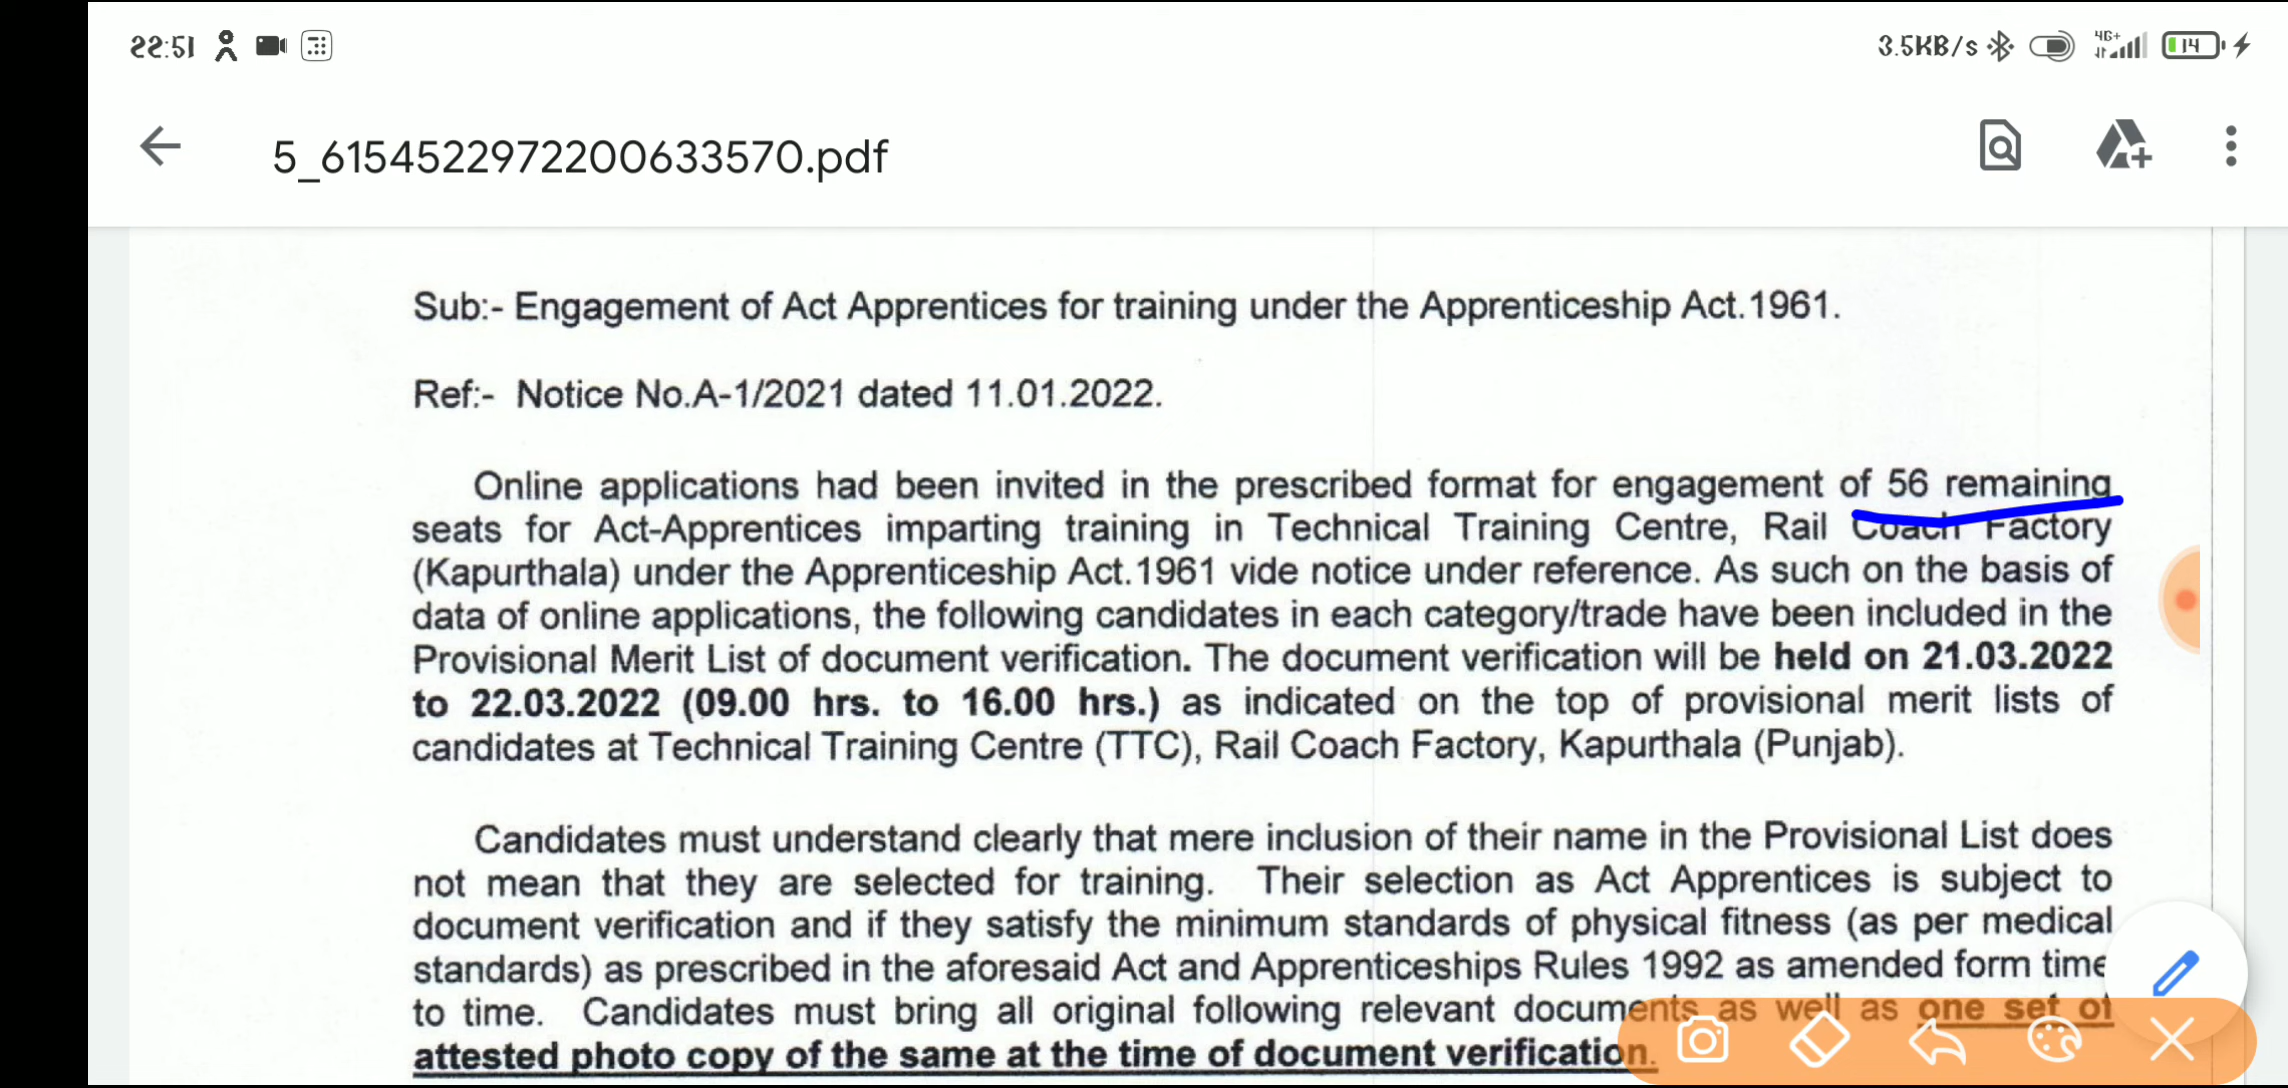 22:51
3.5KB/s 4G+ 14
5_6154522972200633570.pdf
Sub:- Engagement of Act Apprentices for training under the Apprenticeship Act.1961.
Ref:- Notice No.A-1/2021 dated 11.01.2022.
Online applications had been invited in the prescribed format for engagement of 56 remaining
seats for Act-Apprentices imparting training in Technical Training Centre, Rail Coach Factory
(Kapurthala) under the Apprenticeship Act.1961 vide notice under reference. As such on the basis of
data of online applications, the following candidates in each category/trade have been included in the
Provisional Merit List of document verification. The document verification will be held on 21.03.2022
to 22.03.2022 (09.00 hrs. to 16.00 hrs.) as indicated on the top of provisional merit lists of
candidates at Technical Training Centre (TTC), Rail Coach Factory, Kapurthala (Punjab).
Candidates must understand clearly that mere inclusion of their name in the Provisional List does
not mean that they are selected for training. Their selection as Act Apprentices is subject to
document verification and if they satisfy the minimum standards of physical fitness (as per medical
standards) as prescribed in the aforesaid Act and Apprenticeships Rules 1992 as amended form time
to time. Candidates must bring all original following relevant documents as well as one set of
attested photo copy of the same at the time of document verification.